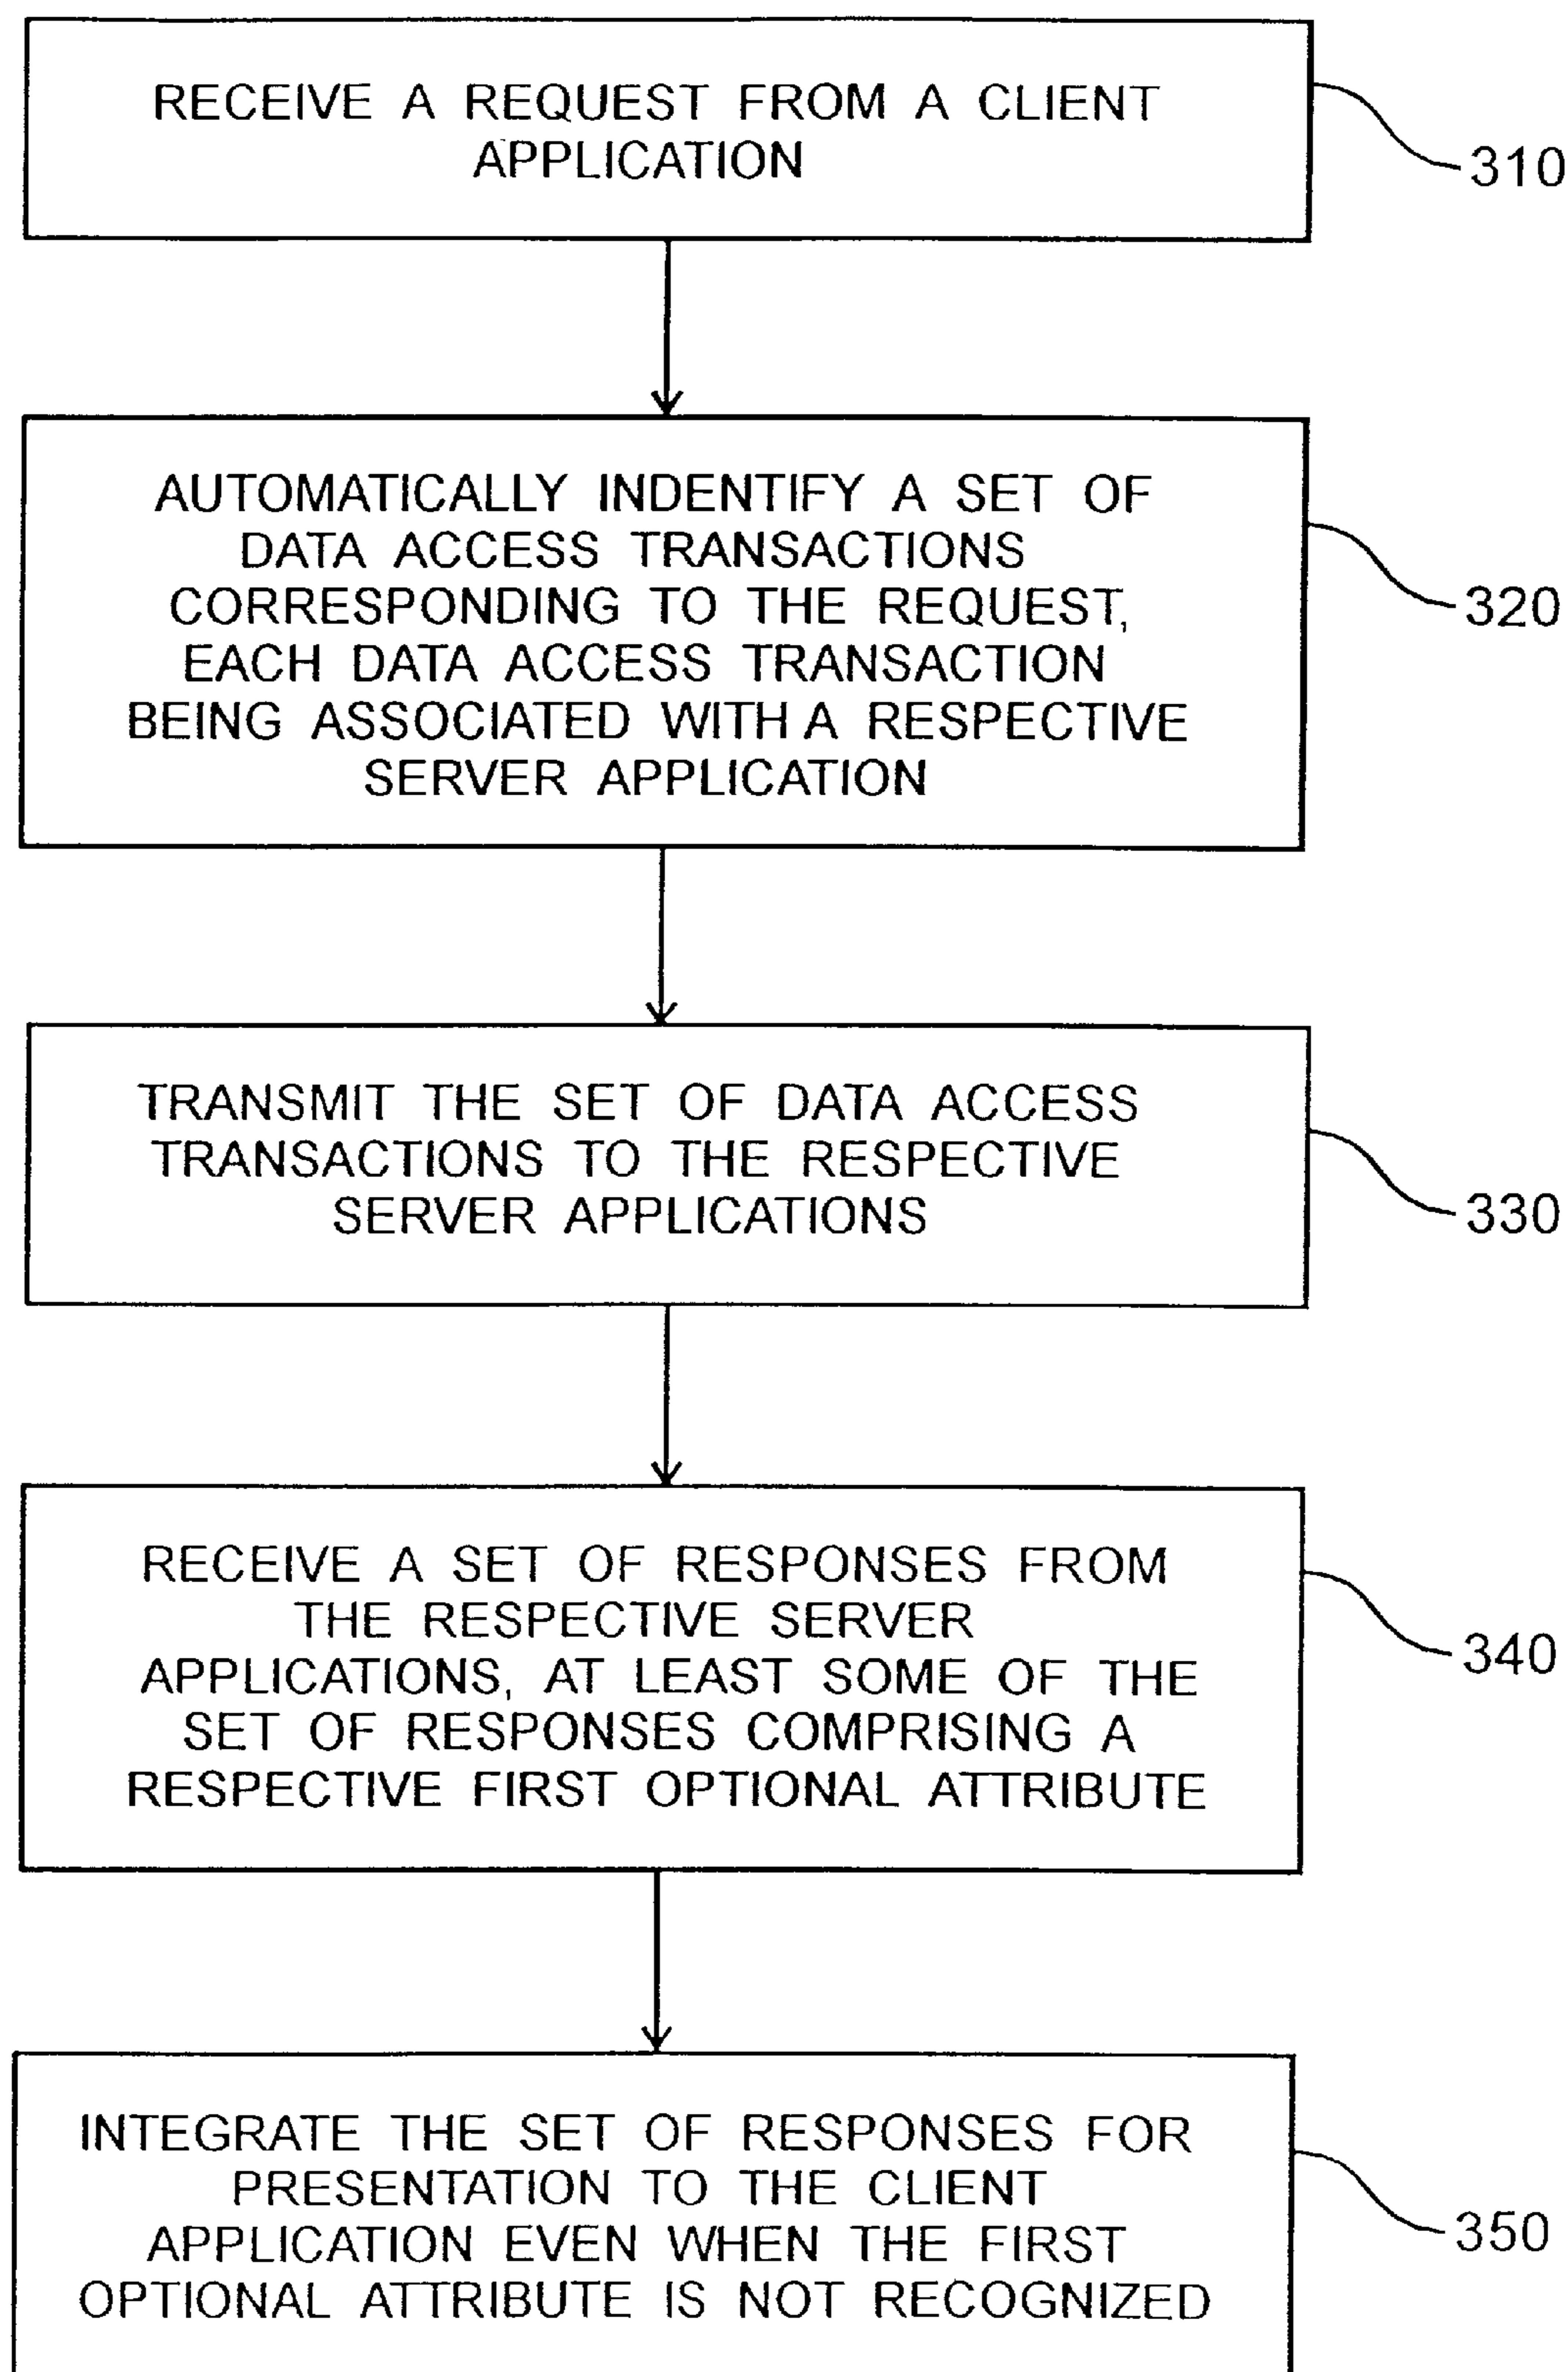 RECEIVE A REQUEST FROM A CLIENT
APPLICATION
310
AUTOMATICALLY INDENTIFY A SET OF
DATA ACCESS TRANSACTIONS
CORRESPONDING TO THE REQUEST,
EACH DATA ACCESS TRANSACTION
BEING ASSOCIATED WITH A RESPECTIVE
SERVER APPLICATION
320
TRANSMIT THE SET OF DATA ACCESS
TRANSACTIONS TO THE RESPECTIVE
SERVER APPLICATIONS
330
RECEIVE A SET OF RESPONSES FROM
THE RESPECTIVE SERVER
APPLICATIONS, AT LEAST SOME OF THE
SET OF RESPONSES COMPRISING A
RESPECTIVE FIRST OPTIONAL ATTRIBUTE
340
INTEGRATE THE SET OF RESPONSES FOR
PRESENTATION TO THE CLIENT
APPLICATION EVEN WHEN THE FIRST
OPTIONAL ATTRIBUTE IS NOT RECOGNIZED
350